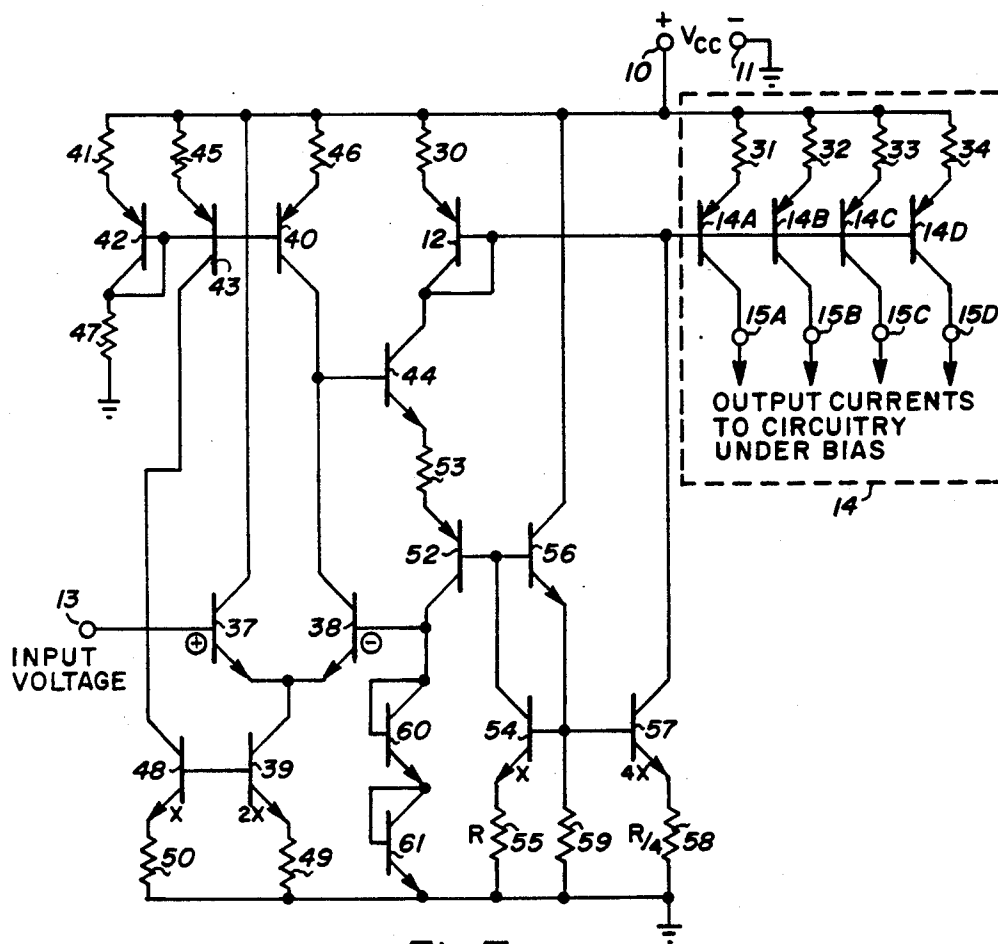 + VCC −
10 11
41 45 46 30 31 32 33 34
42 43 40 12 14A 14B 14C 14D
47 44 15A 15B 15C 15D
OUTPUT CURRENTS
TO CIRCUITRY
UNDER BIAS
14
53
52 56
13 37 38
+ −
INPUT
VOLTAGE
60 54 57
48 39 X 4X
X 2X
50 49 61 R 55 59 R/4 58